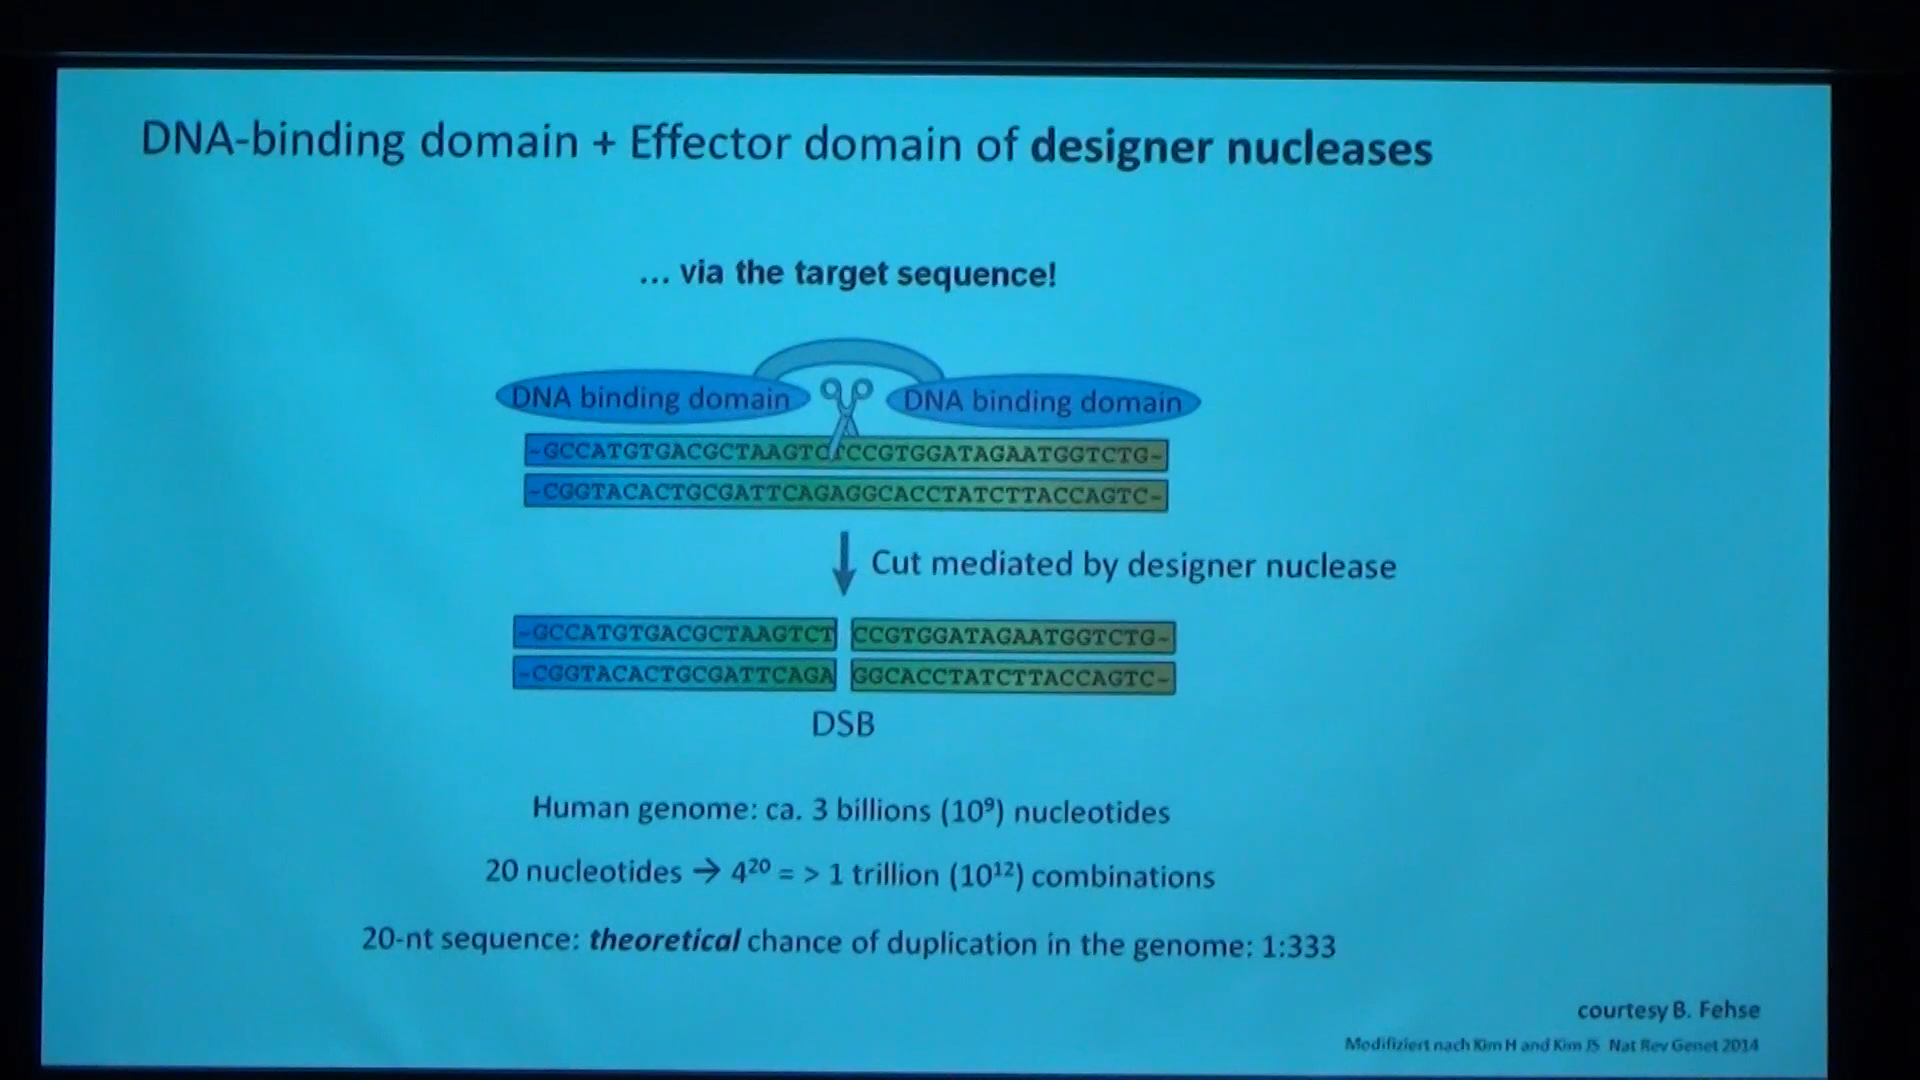 DNA-binding domain + Effector domain of designer nucleases
... via the target sequence!
DNA binding domain DNA binding domain
~GCCATGTGACGCTAAGTCTCCGTGGATAGAATGGTCTG~
~CGGTACACTGCGATTCAGAGGCACCTATCTTACCAGTC~
Cut mediated by designer nuclease
~GCCATGTGACGCTAAGTCT CCGTGGATAGAATGGTCTG~
~CGGTACACTGCGATTCAGA GGCACCTATCTTACCAGTC~
DSB
Human genome: ca. 3 billions (10⁹) nucleotides
20 nucleotides → 4²⁰ = > 1 trillion (10¹²) combinations
20-nt sequence: theoretical chance of duplication in the genome: 1:333
courtesy B. Fehse
Modifiziert nach Kim H and Kim JS Nat Rev Genet 2014